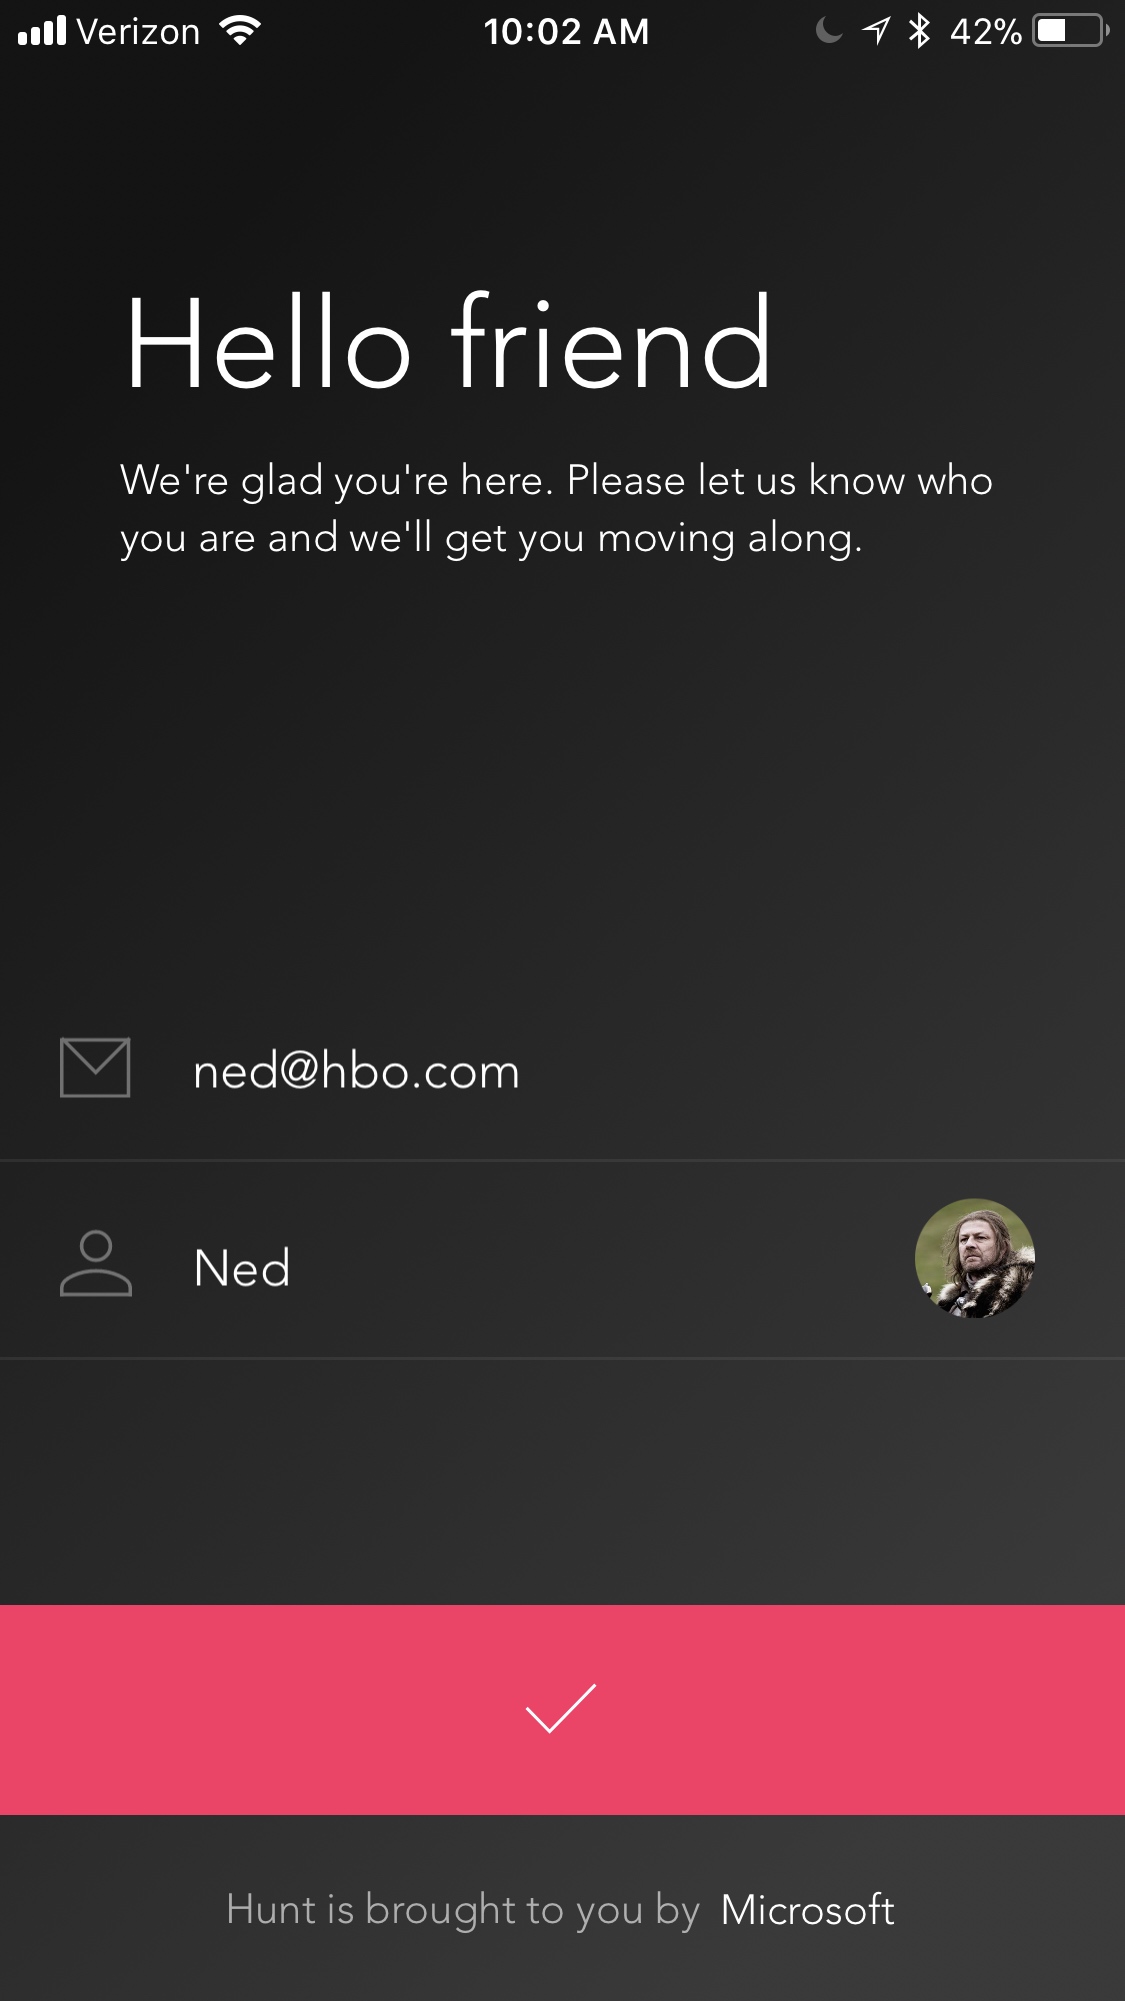 Verizon 10:02 AM 42%
Hello friend
We're glad you're here. Please let us know who
you are and we'll get you moving along.
ned@hbo.com
Ned
Hunt is brought to you by Microsoft